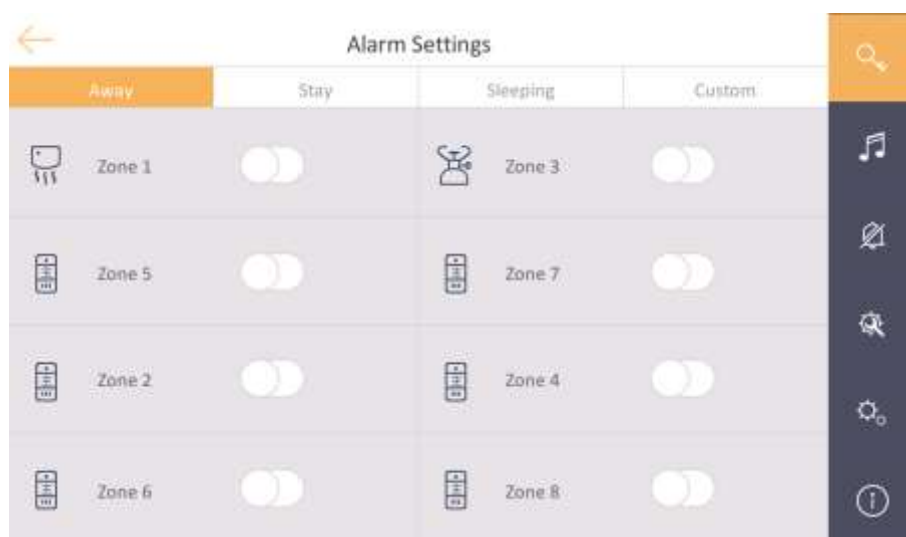 Alarm Settings
Away Stay Sleeping Custom
Zone 1 Zone 3
Zone 5 Zone 7
Zone 2 Zone 4
Zone 6 Zone 8